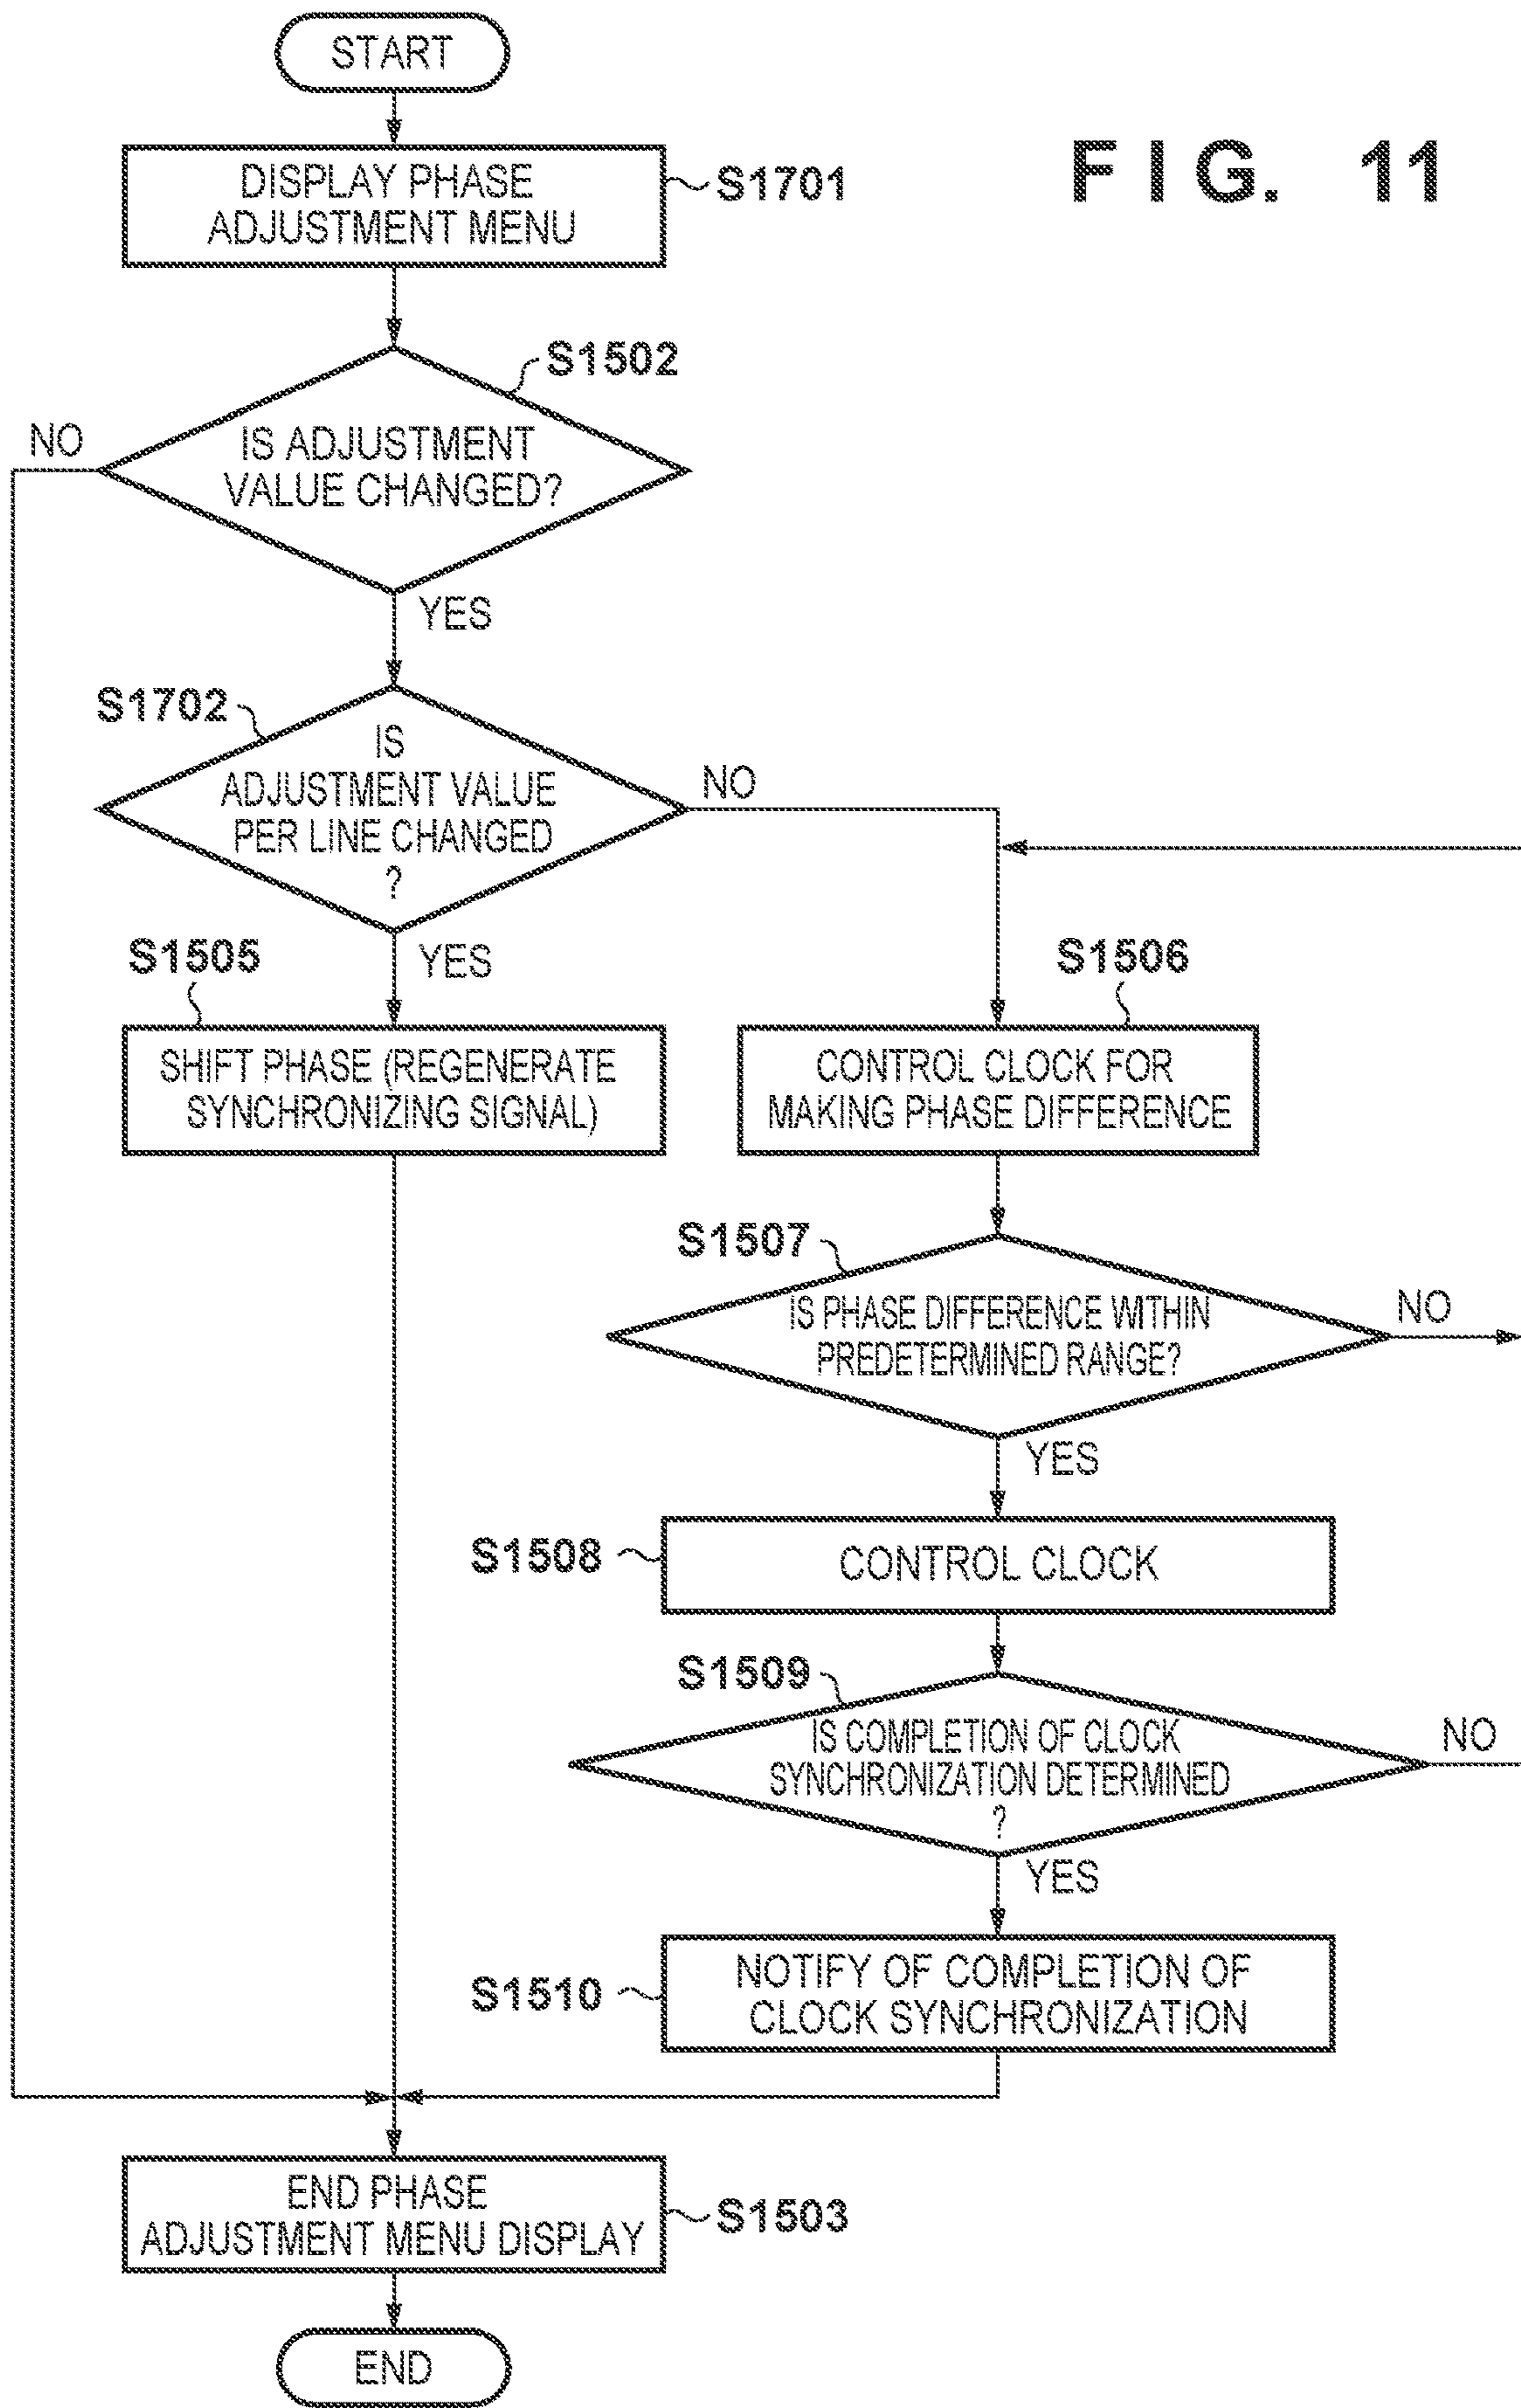 START
FIG. 11
DISPLAY PHASE
ADJUSTMENT MENU
S1701
S1502
NO
IS ADJUSTMENT
VALUE CHANGED?
YES
S1702
IS
ADJUSTMENT VALUE
PER LINE CHANGED
?
NO
YES
S1505
S1506
SHIFT PHASE (REGENERATE
SYNCHRONIZING SIGNAL)
CONTROL CLOCK FOR
MAKING PHASE DIFFERENCE
S1507
IS PHASE DIFFERENCE WITHIN
PREDETERMINED RANGE?
NO
YES
S1508
CONTROL CLOCK
S1509
IS COMPLETION OF CLOCK
SYNCHRONIZATION DETERMINED
?
NO
YES
S1510
NOTIFY OF COMPLETION OF
CLOCK SYNCHRONIZATION
END PHASE
ADJUSTMENT MENU DISPLAY
S1503
END